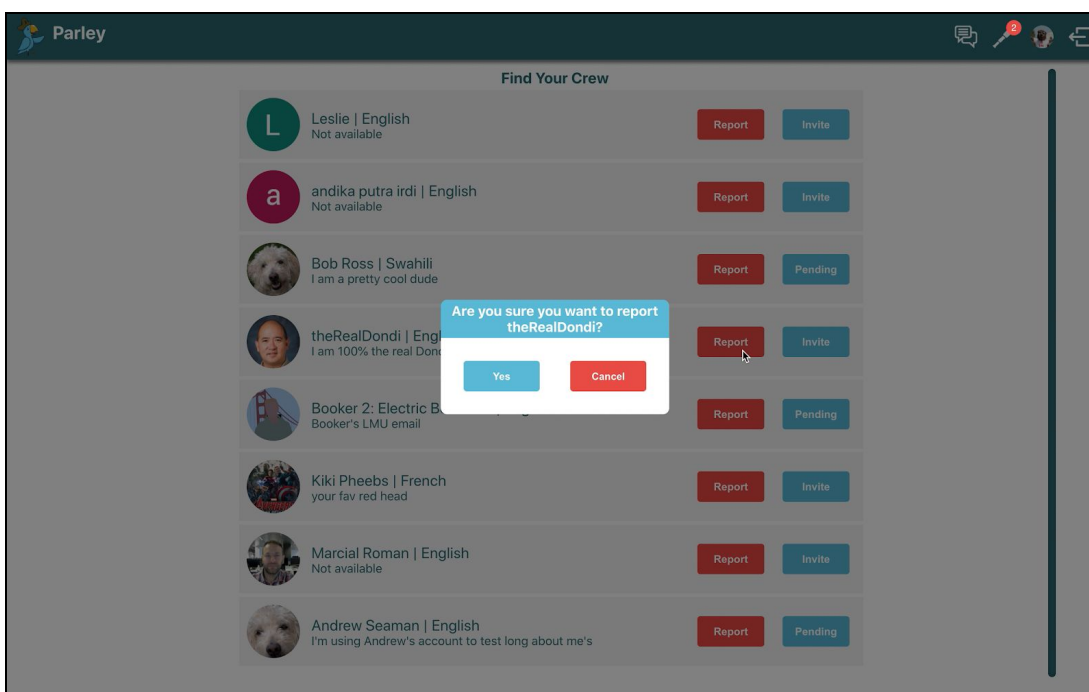 Parley
2
Find Your Crew
L
Leslie | English
Not available
Report
Invite
a
andika putra irdi | English
Not available
Report
Invite
Bob Ross | Swahili
I am a pretty cool dude
Report
Pending
Are you sure you want to report
theRealDondi?
Yes
Cancel
theRealDondi | Engl
I am 100% the real Dond
Report
Invite
Booker 2: Electric B
Booker's LMU email
Report
Pending
Kiki Pheebs | French
your fav red head
Report
Invite
Marcial Roman | English
Not available
Report
Invite
Andrew Seaman | English
I'm using Andrew's account to test long about me's
Report
Pending